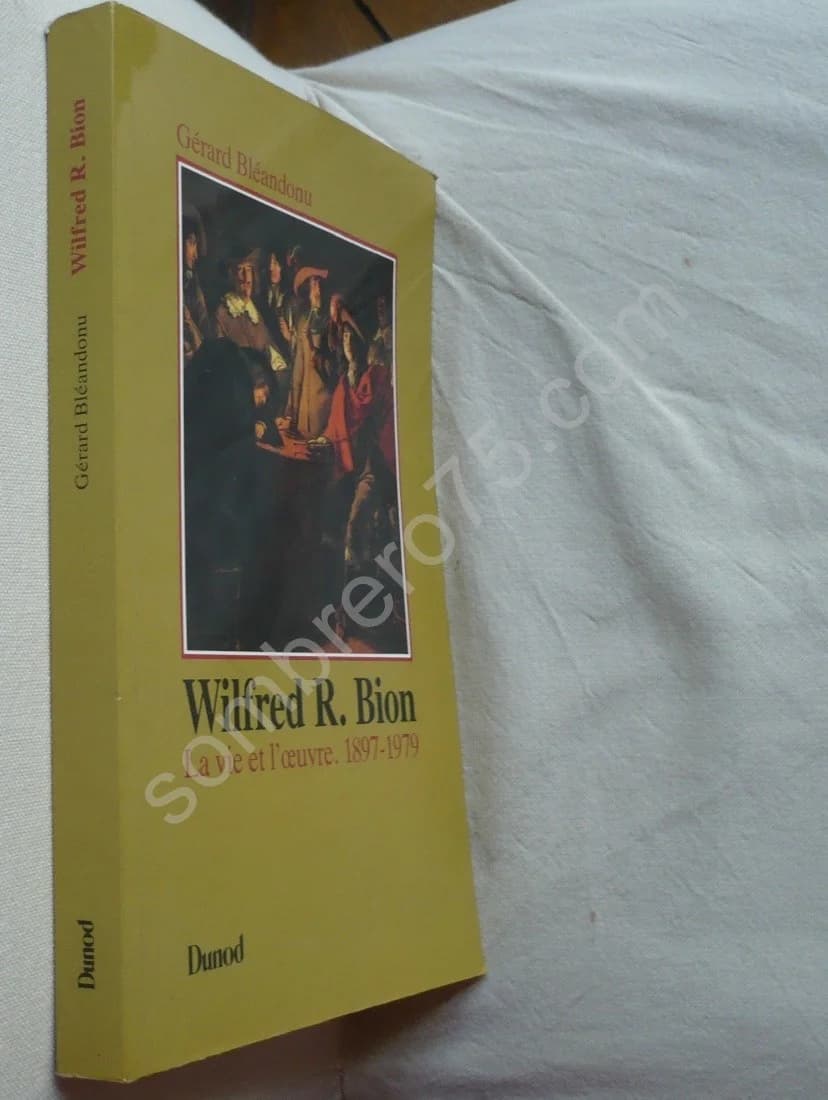 Wilfred R. Bion
Gérard Bléandonu
Dunod
Gérard Bléandonu
Wilfred R. Bion
La vie et l'œuvre. 1897-1979
Dunod
sombrero75.com